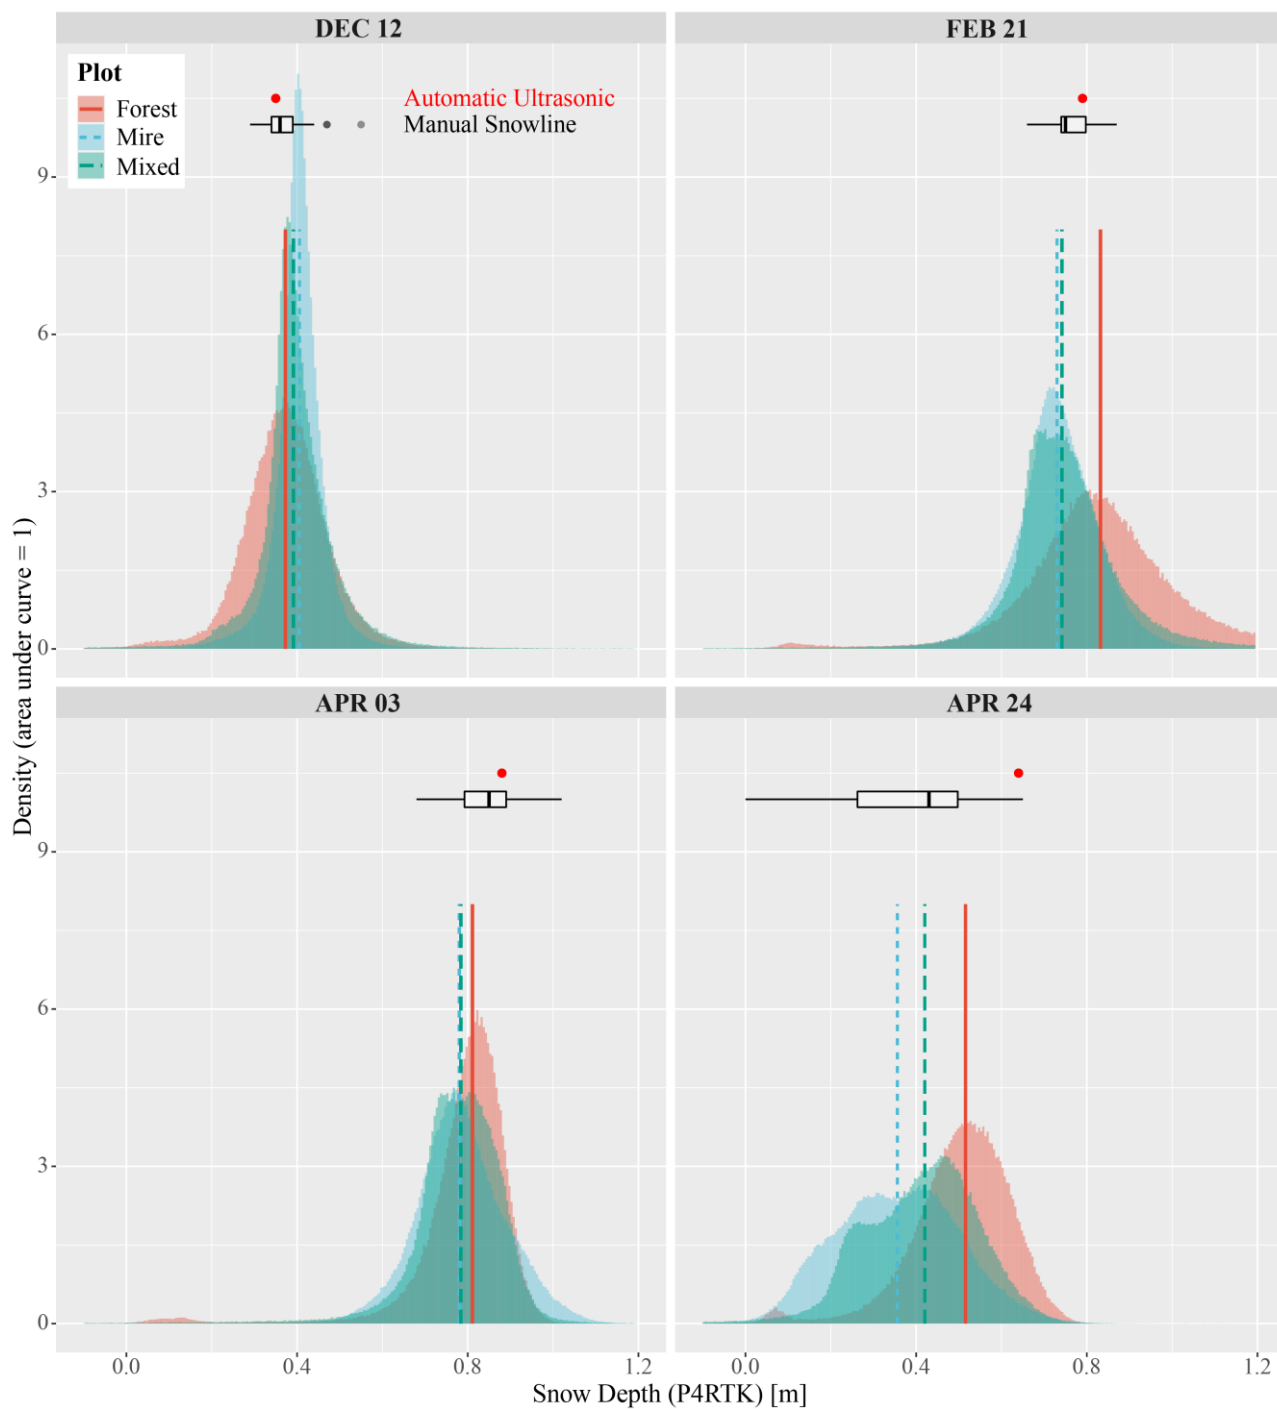 DEC 12
FEB 21
Plot
Forest
Mire
Mixed
Automatic Ultrasonic
Manual Snowline
9
6
3
0
APR 03
APR 24
9
6
3
0
Density (area under curve = 1)
0.0 0.4 0.8 1.2
0.0 0.4 0.8 1.2
Snow Depth (P4RTK) [m]